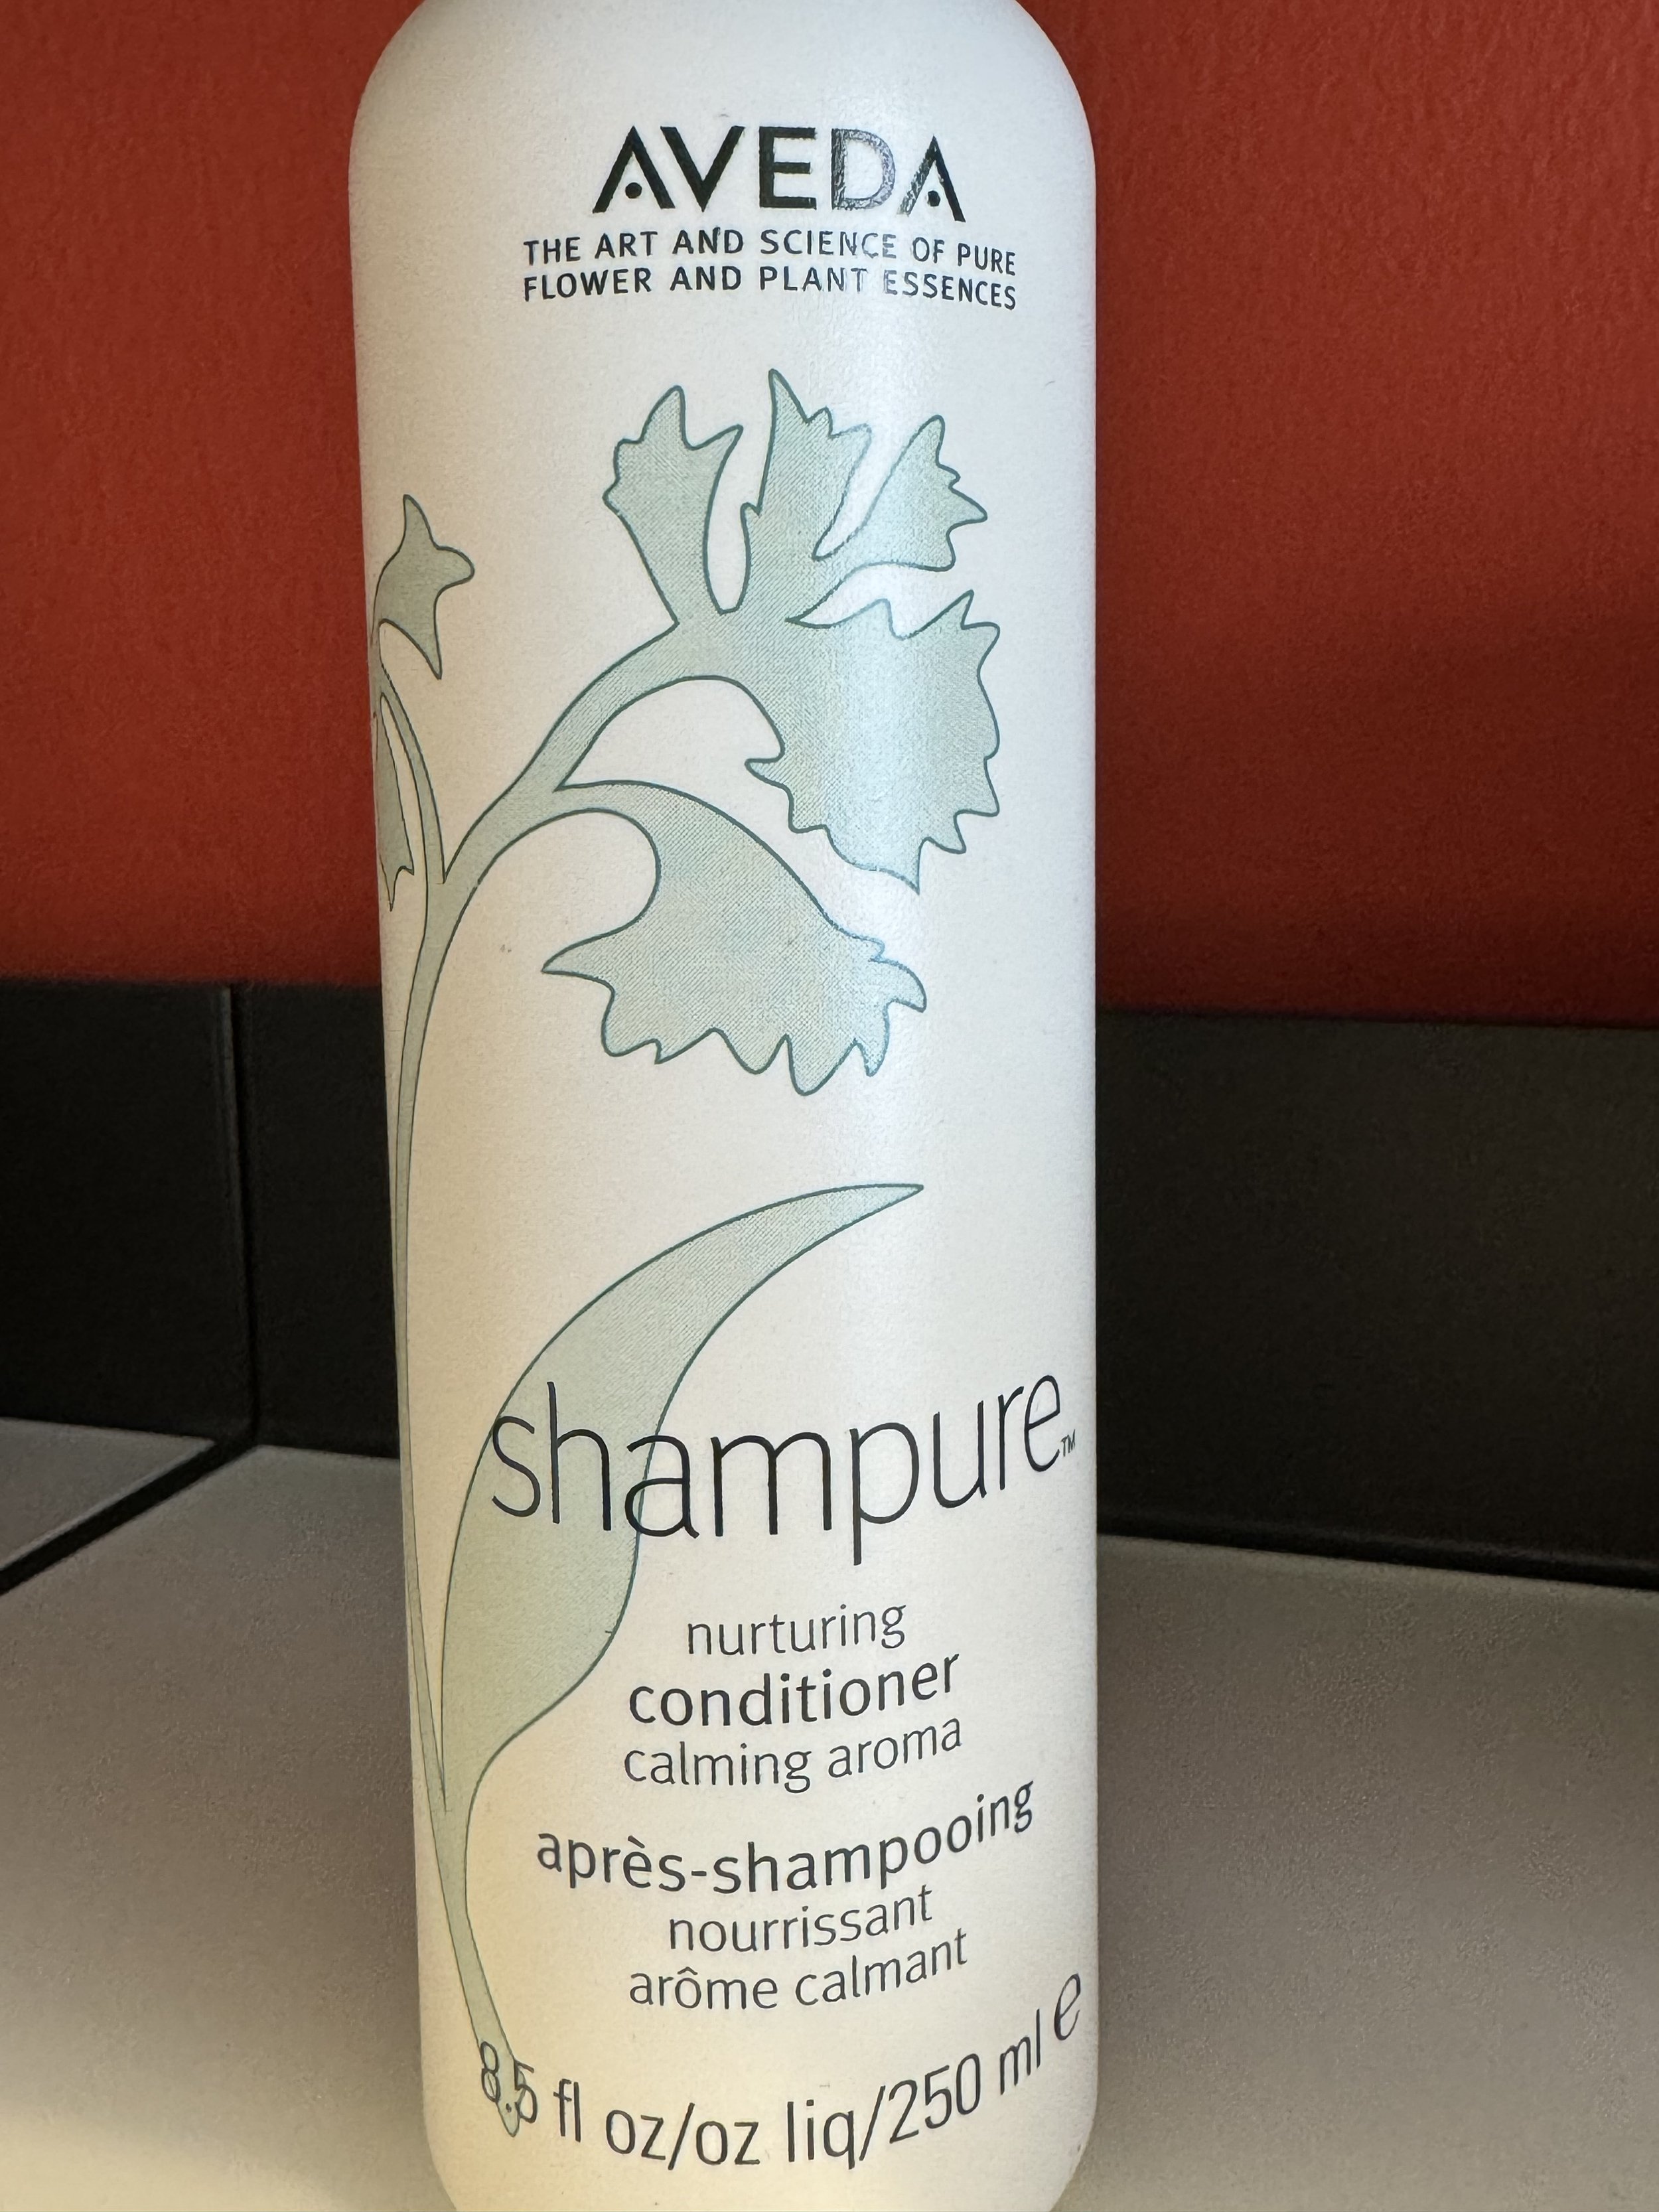 AVEDA
THE ART AND SCIENCE OF PURE
FLOWER AND PLANT ESSENCES
shampure™
nurturing
conditioner
calming aroma
après-shampooing
nourrissant
arôme calmant
8.5 fl oz/oz liq/250 ml e